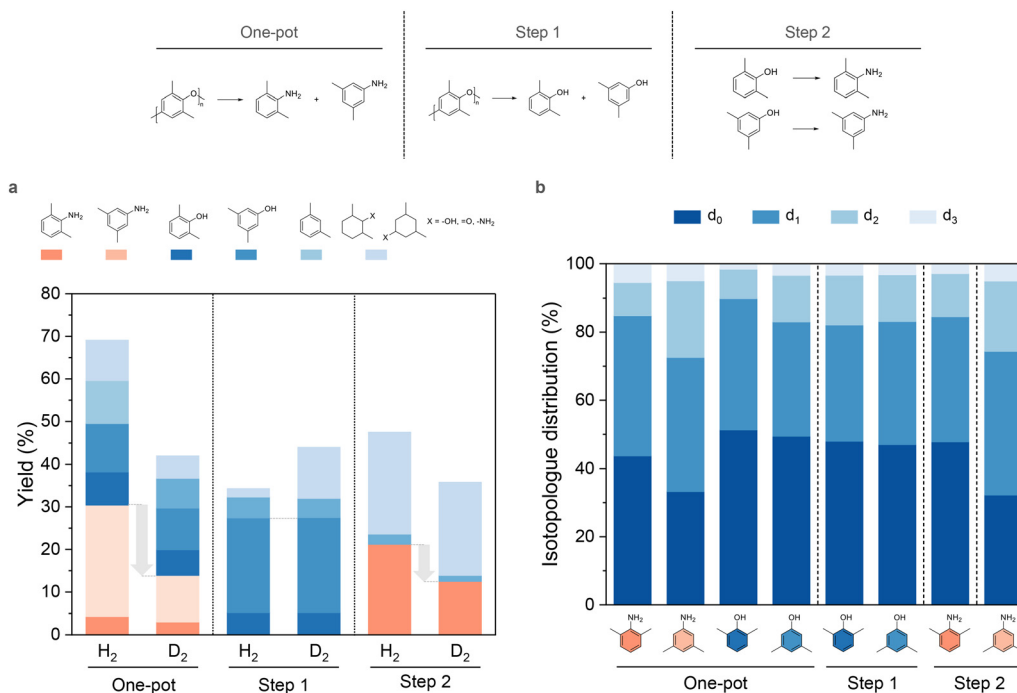 One-pot
Step 1
Step 2
O
n
NH₂
+
NH₂
O
n
OH
+
OH
OH
NH₂
OH
NH₂
a
NH₂
NH₂
OH
OH
X
X
X = -OH, =O, -NH₂
Yield (%)
80
70
60
50
40
30
20
10
0
H₂
D₂
H₂
D₂
H₂
D₂
One-pot
Step 1
Step 2
b
d₀
d₁
d₂
d₃
Isotopologue distribution (%)
100
80
60
40
20
0
NH₂
NH₂
OH
OH
OH
OH
NH₂
NH₂
One-pot
Step 1
Step 2